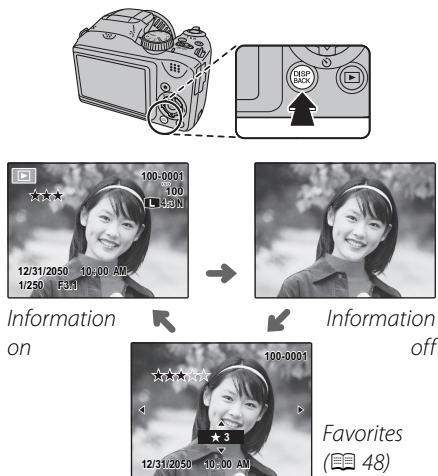 DISP
BACK
100-0001
ISO
100
L 4:3 N
12/31/2050 10:00 AM
1/250 F3.1
Information
on
Information
off
100-0001
3
12/31/2050 10:00 AM
Favorites
( 48)